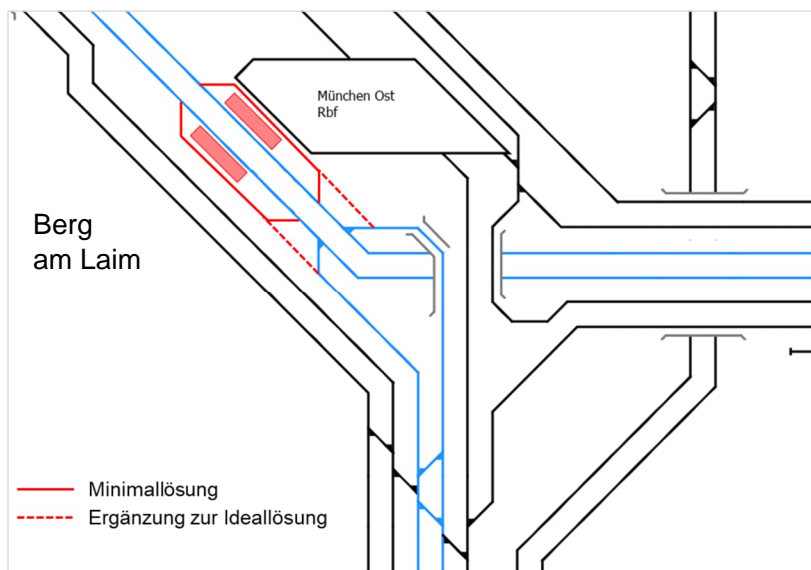 München Ost
Rbf
Berg
am Laim
Minimallösung
Ergänzung zur Ideallösung